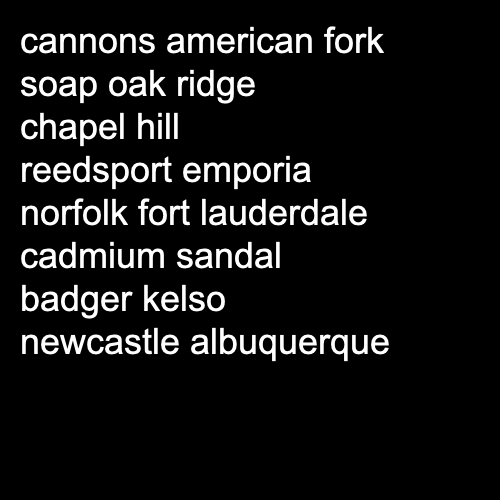 cannons american fork
soap oak ridge
chapel hill
reedsport emporia
norfolk fort lauderdale
cadmium sandal
badger kelso
newcastle albuquerque